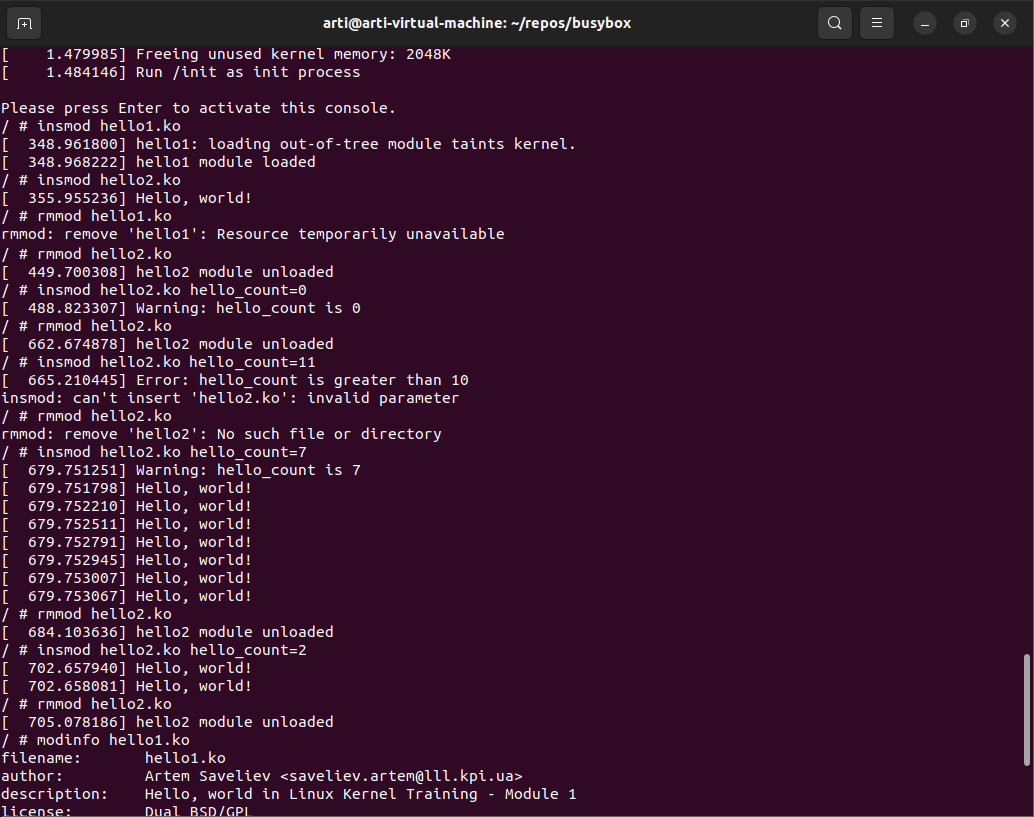 arti@arti-virtual-machine: ~/repos/busybox
[    1.479985] Freeing unused kernel memory: 2048K
[    1.484146] Run /init as init process
Please press Enter to activate this console.
/ # insmod hello1.ko
[  348.961800] hello1: loading out-of-tree module taints kernel.
[  348.968222] hello1 module loaded
/ # insmod hello2.ko
[  355.955236] Hello, world!
/ # rmmod hello1.ko
rmmod: remove 'hello1': Resource temporarily unavailable
/ # rmmod hello2.ko
[  449.700308] hello2 module unloaded
/ # insmod hello2.ko hello_count=0
[  488.823307] Warning: hello_count is 0
/ # rmmod hello2.ko
[  662.674878] hello2 module unloaded
/ # insmod hello2.ko hello_count=11
[  665.210445] Error: hello_count is greater than 10
insmod: can't insert 'hello2.ko': invalid parameter
/ # rmmod hello2.ko
rmmod: remove 'hello2': No such file or directory
/ # insmod hello2.ko hello_count=7
[  679.751251] Warning: hello_count is 7
[  679.751798] Hello, world!
[  679.752210] Hello, world!
[  679.752511] Hello, world!
[  679.752791] Hello, world!
[  679.752945] Hello, world!
[  679.753007] Hello, world!
[  679.753067] Hello, world!
/ # rmmod hello2.ko
[  684.103636] hello2 module unloaded
/ # insmod hello2.ko hello_count=2
[  702.657940] Hello, world!
[  702.658081] Hello, world!
/ # rmmod hello2.ko
[  705.078186] hello2 module unloaded
/ # modinfo hello1.ko
filename:       hello1.ko
author:         Artem Saveliev <saveliev.artem@lll.kpi.ua>
description:    Hello, world in Linux Kernel Training - Module 1
license:        Dual BSD/GPL